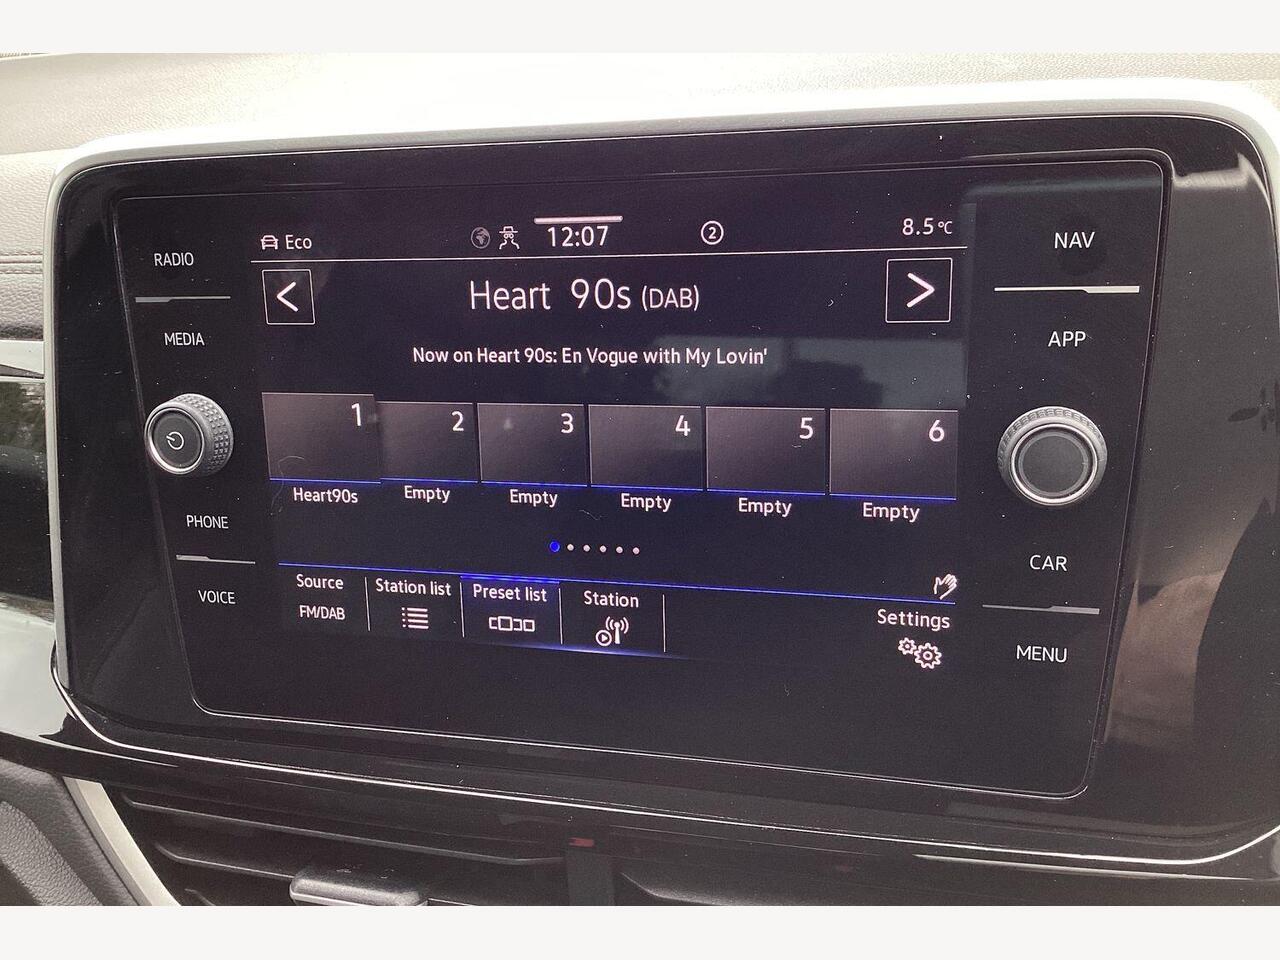 RADIO
MEDIA
PHONE
VOICE
Eco
12:07
2
8.5°C
Heart 90s (DAB)
Now on Heart 90s: En Vogue with My Lovin'
1 2 3 4 5 6
Heart90s Empty Empty Empty Empty Empty
Source Station list Preset list Station
FM/DAB
Settings
NAV
APP
CAR
MENU